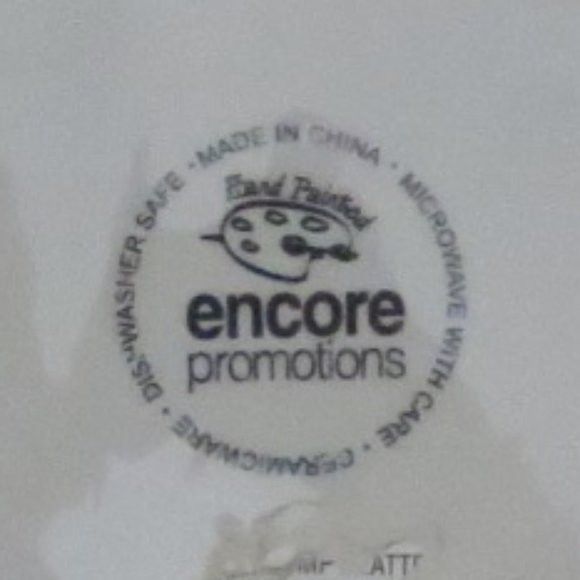 MADE IN CHINA · MICROWAVE WITH CARE · CERAMICWARE · DISHWASHER SAFE ·
Hand Painted
encore
promotions